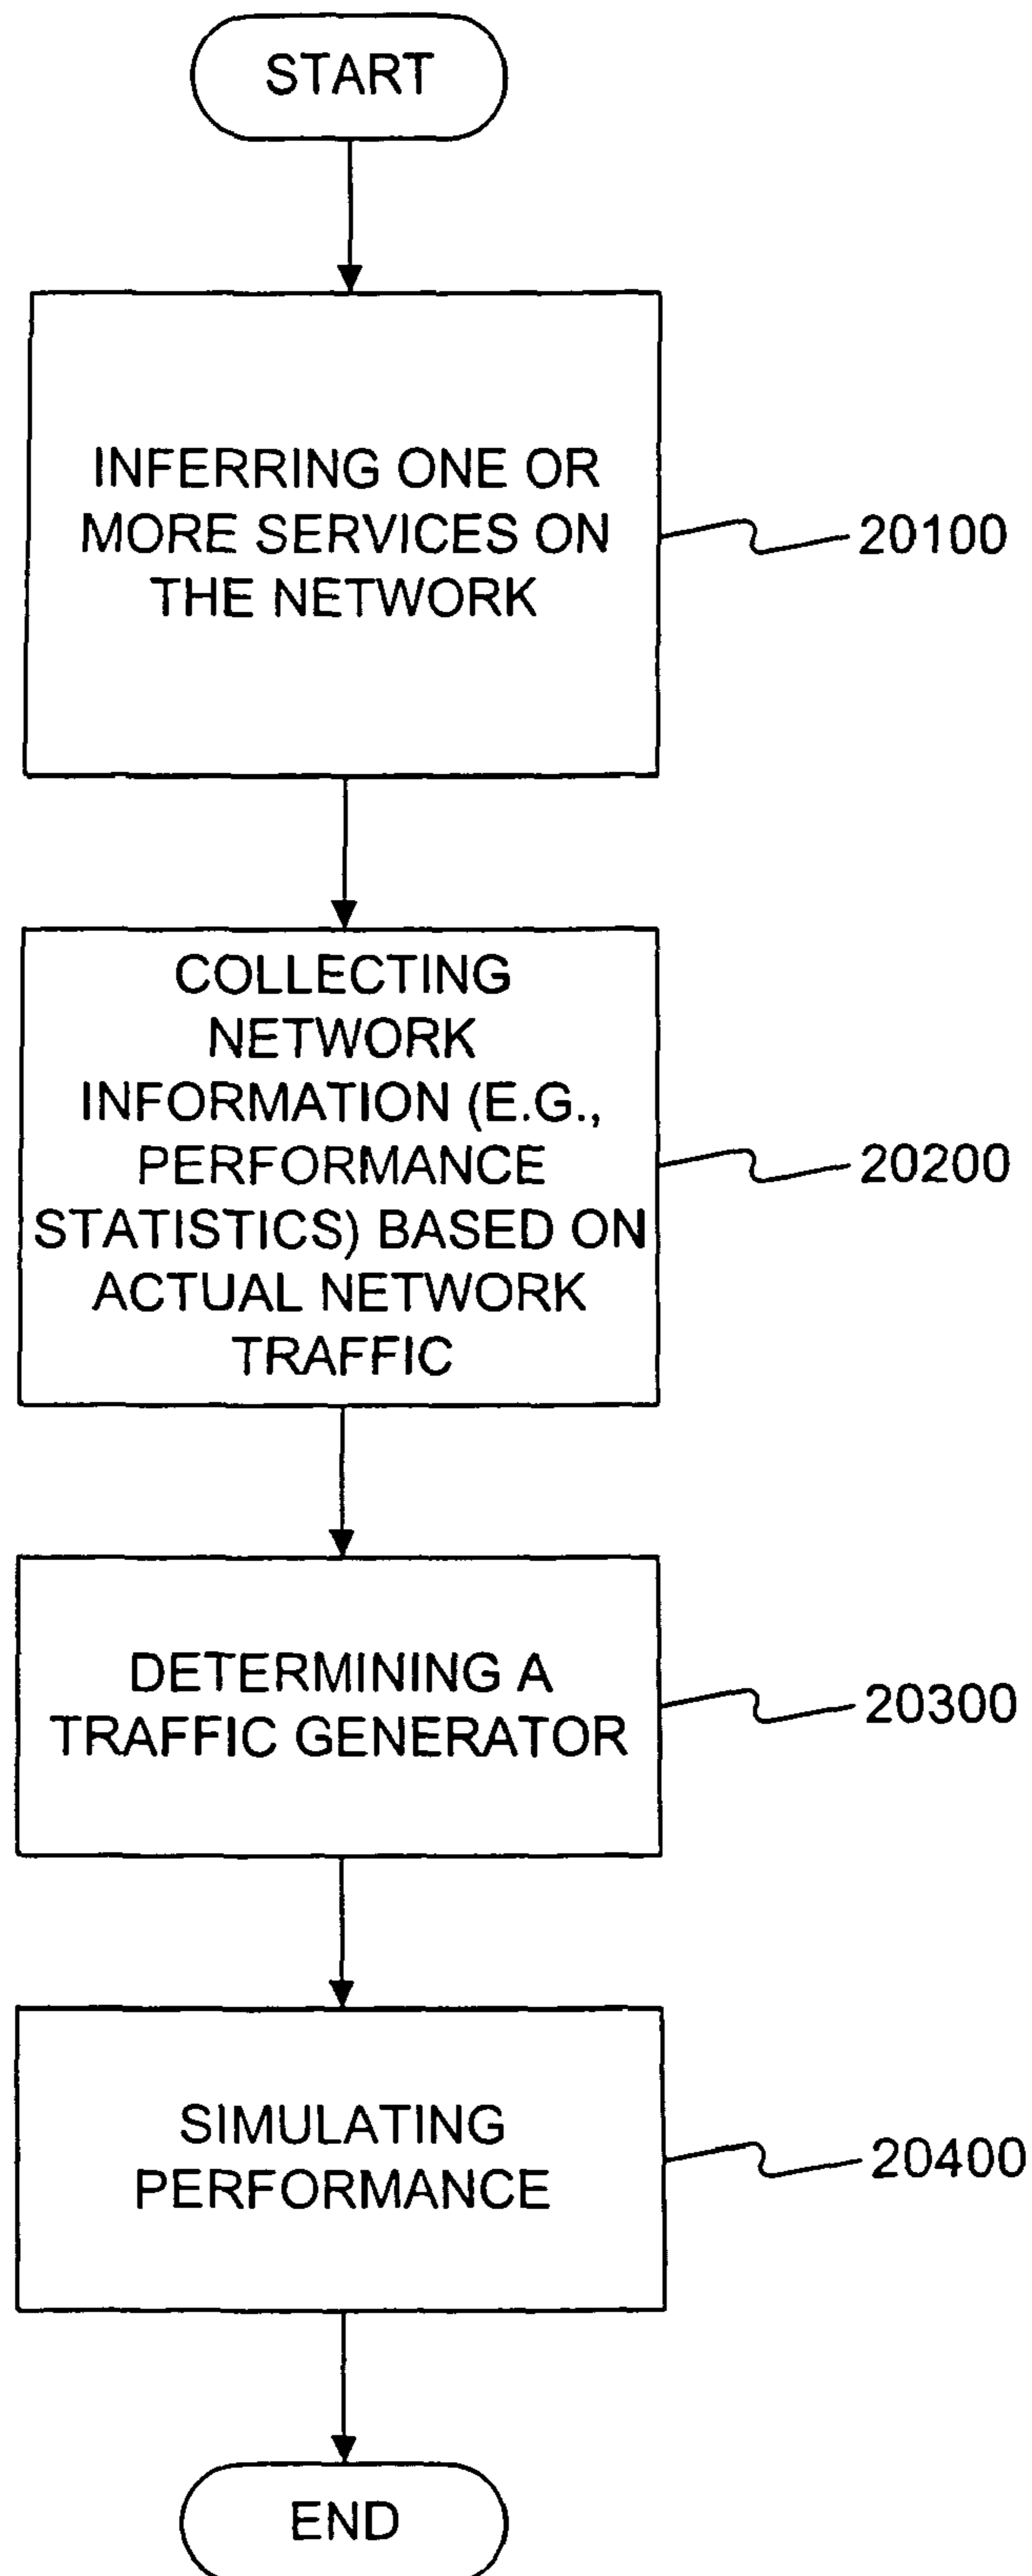 START
INFERRING ONE OR
MORE SERVICES ON
THE NETWORK
20100
COLLECTING
NETWORK
INFORMATION (E.G.,
PERFORMANCE
STATISTICS) BASED ON
ACTUAL NETWORK
TRAFFIC
20200
DETERMINING A
TRAFFIC GENERATOR
20300
SIMULATING
PERFORMANCE
20400
END